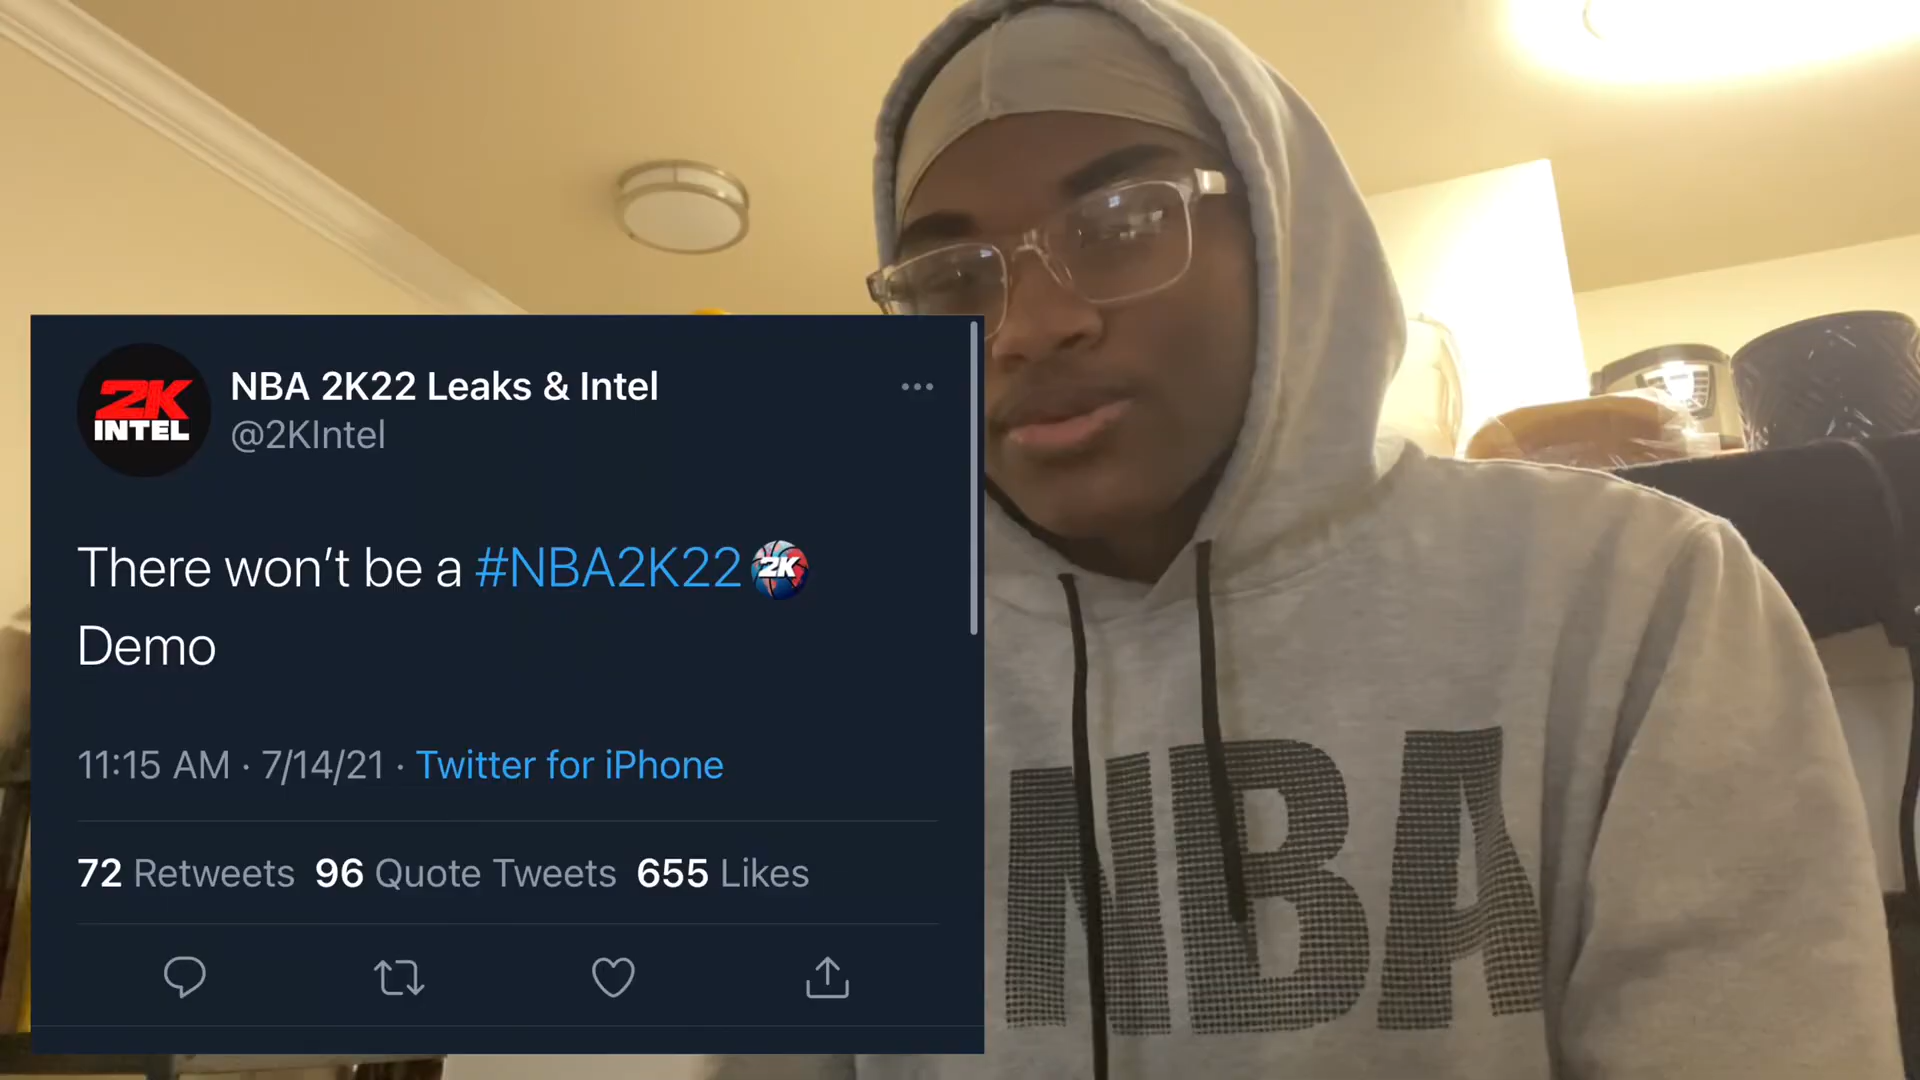 2K
INTEL
NBA 2K22 Leaks & Intel
@2KIntel
There won’t be a #NBA2K22 2K
Demo
11:15 AM · 7/14/21 · Twitter for iPhone
72 Retweets 96 Quote Tweets 655 Likes
NBA